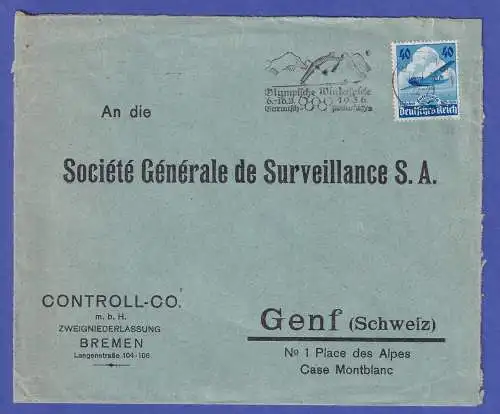 40 40
Deutsches Reich
Olympische Winterspiele
6.-16.2. 1936
Garmisch-Partenkirchen
An die
Société Générale de Surveillance S. A.
CONTROLL-CO.
m. b. H.
ZWEIGNIEDERLASSUNG
BREMEN
Langenstraße 104-106
Genf (Schweiz)
No 1 Place des Alpes
Case Montblanc